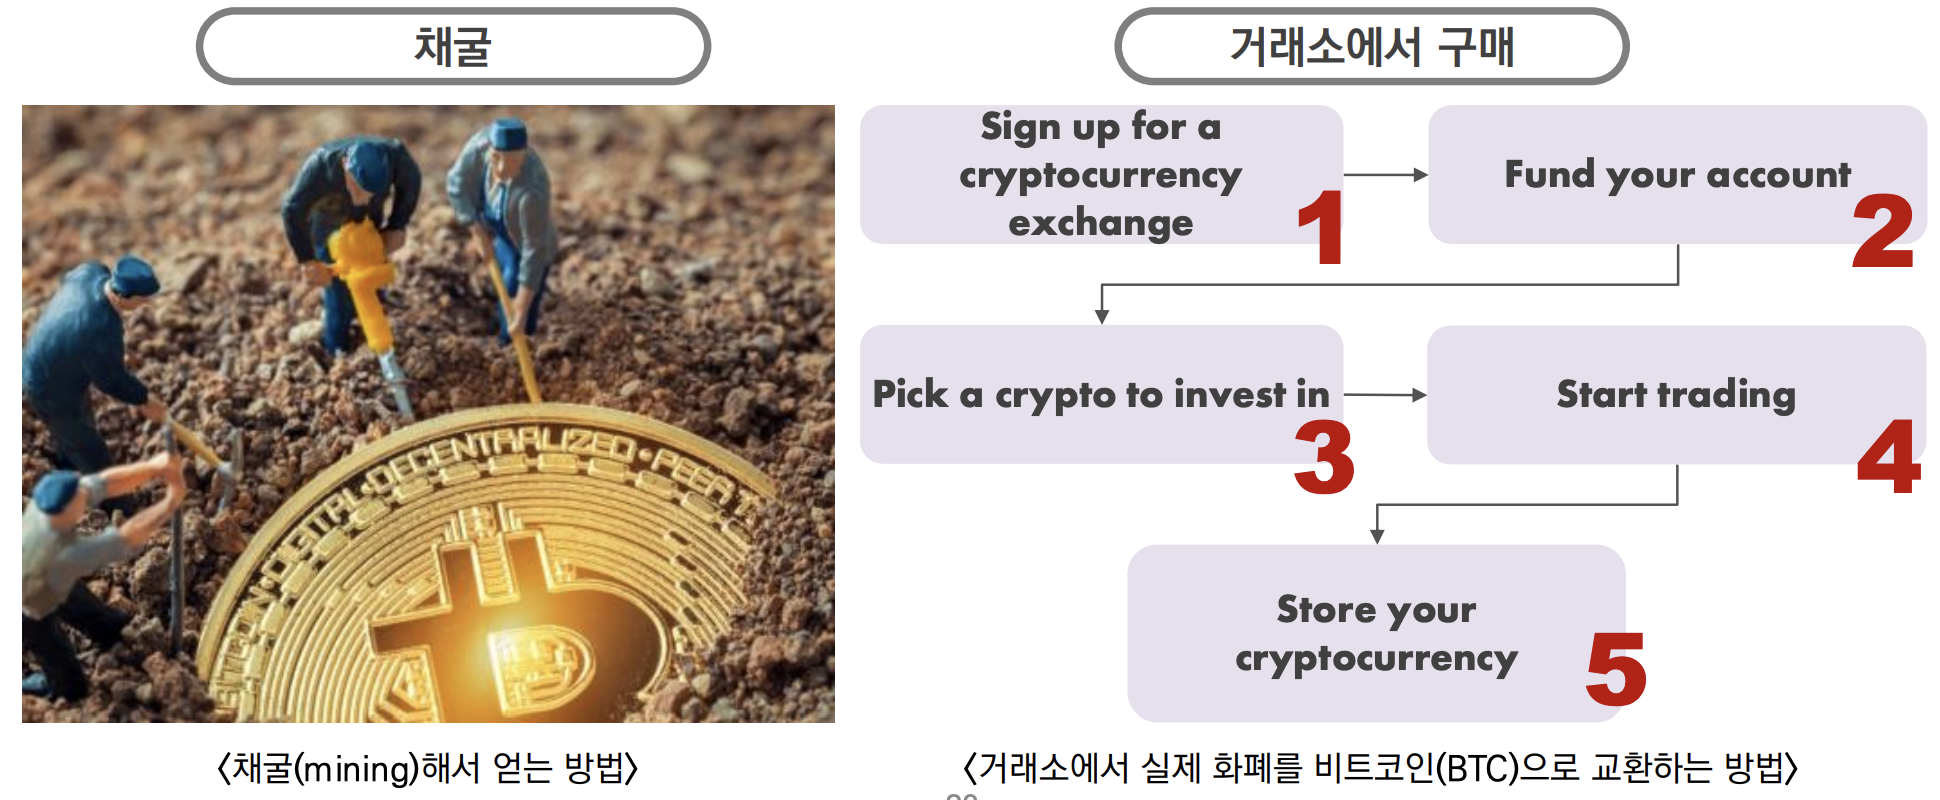 채굴
거래소에서 구매
DIGITAL•DECENTRALIZED•PEER T
Sign up for a
cryptocurrency
exchange
1
Fund your account
2
Pick a crypto to invest in
3
Start trading
4
Store your
cryptocurrency
5
〈채굴(mining)해서 얻는 방법〉
〈거래소에서 실제 화폐를 비트코인(BTC)으로 교환하는 방법〉